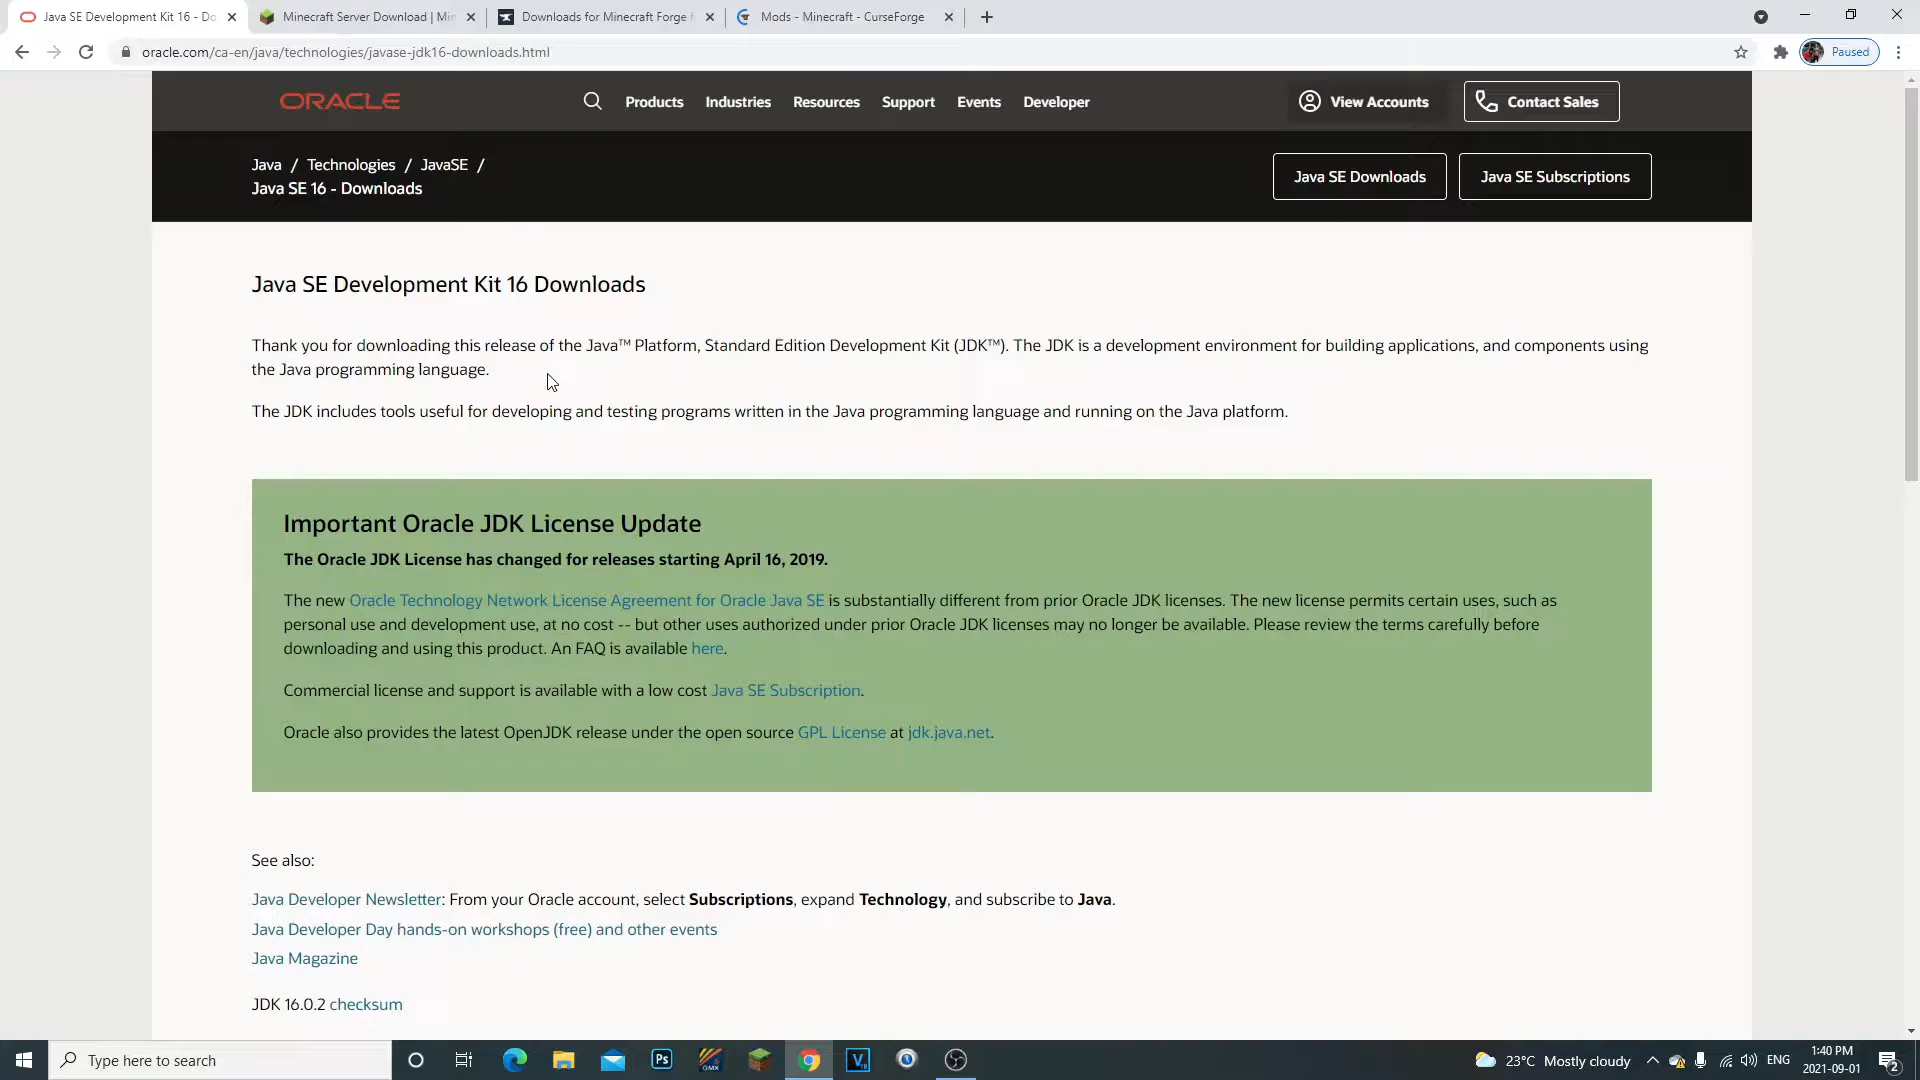 Java SE Development Kit 16 - Do
Minecraft Server Download | Min
Downloads for Minecraft Forge f
Mods - Minecraft - CurseForge
oracle.com/ca-en/java/technologies/javase-jdk16-downloads.html
Paused
ORACLE
Products
Industries
Resources
Support
Events
Developer
View Accounts
Contact Sales
Java / Technologies / JavaSE /
Java SE 16 - Downloads
Java SE Downloads
Java SE Subscriptions
Java SE Development Kit 16 Downloads
Thank you for downloading this release of the Java™ Platform, Standard Edition Development Kit (JDK™). The JDK is a development environment for building applications, and components using
the Java programming language.
The JDK includes tools useful for developing and testing programs written in the Java programming language and running on the Java platform.
Important Oracle JDK License Update
The Oracle JDK License has changed for releases starting April 16, 2019.
The new Oracle Technology Network License Agreement for Oracle Java SE is substantially different from prior Oracle JDK licenses. The new license permits certain uses, such as
personal use and development use, at no cost -- but other uses authorized under prior Oracle JDK licenses may no longer be available. Please review the terms carefully before
downloading and using this product. An FAQ is available here.
Commercial license and support is available with a low cost Java SE Subscription.
Oracle also provides the latest OpenJDK release under the open source GPL License at jdk.java.net.
See also:
Java Developer Newsletter: From your Oracle account, select Subscriptions, expand Technology, and subscribe to Java.
Java Developer Day hands-on workshops (free) and other events
Java Magazine
JDK 16.0.2 checksum
Type here to search
Ps
GMX
V
23°C Mostly cloudy
ENG
1:40 PM
2021-09-01
2